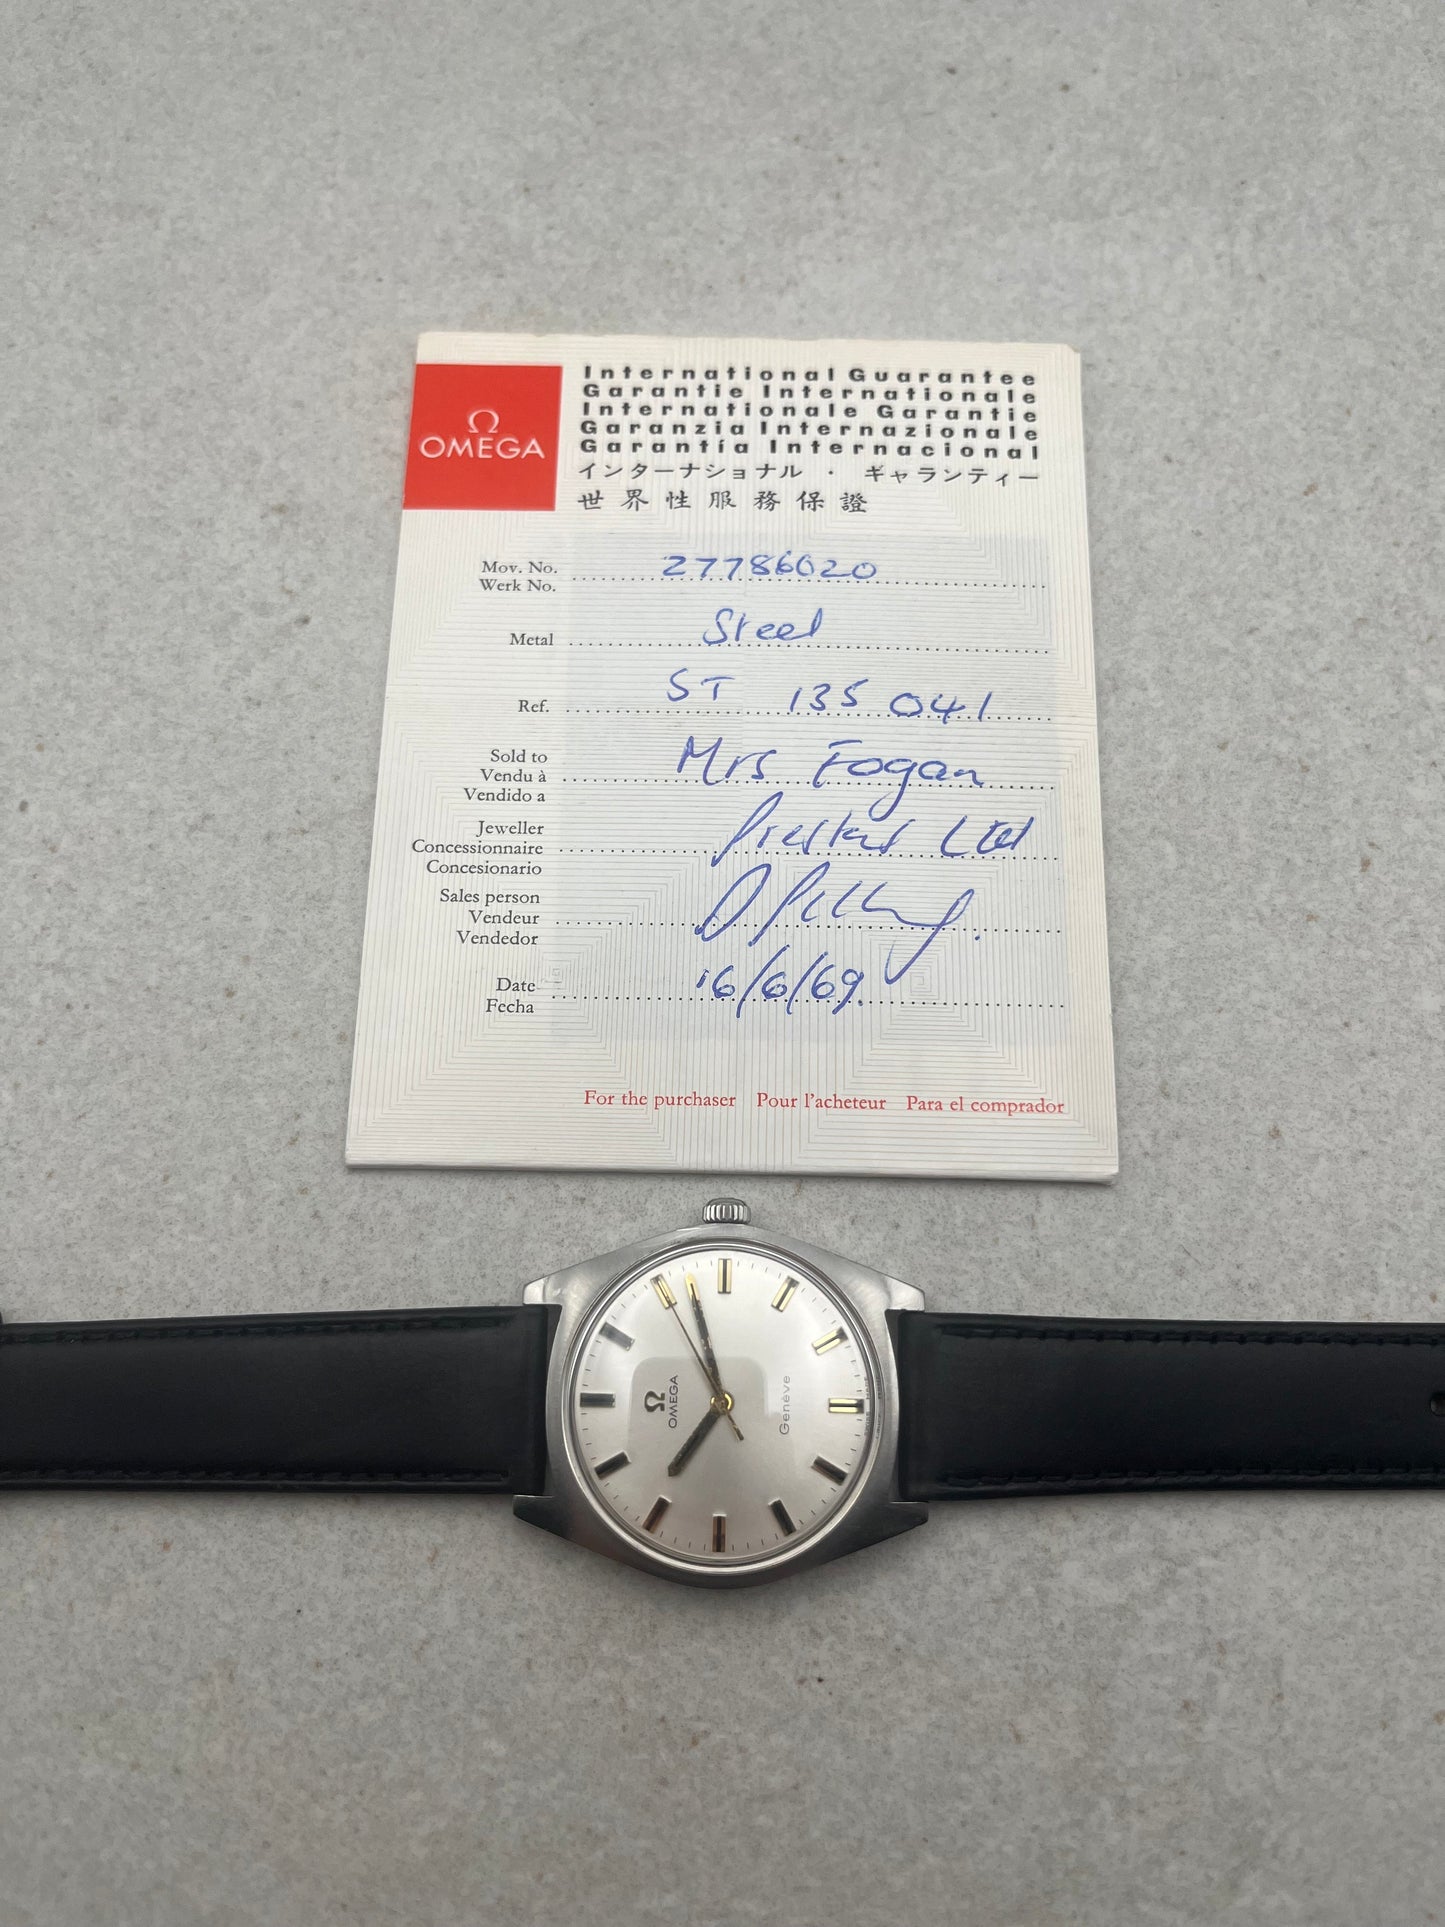 Ω
OMEGA
International Guarantee
Garantie Internationale
Internationale Garantie
Garanzia Internazionale
Garantía Internacional
インターナショナル・ギャランティー
世界性服務保證
Mov. No. 27786020
Werk No.
Metal Steel
Ref. ST 135 041
Sold to
Vendu à Mrs Fogan
Vendido a
Jeweller
Concessionnaire Ltd
Concesionario
Sales person
Vendeur
Vendedor
Date 16/6/69.
Fecha
For the purchaser Pour l'acheteur Para el comprador
Ω
OMEGA
Genève